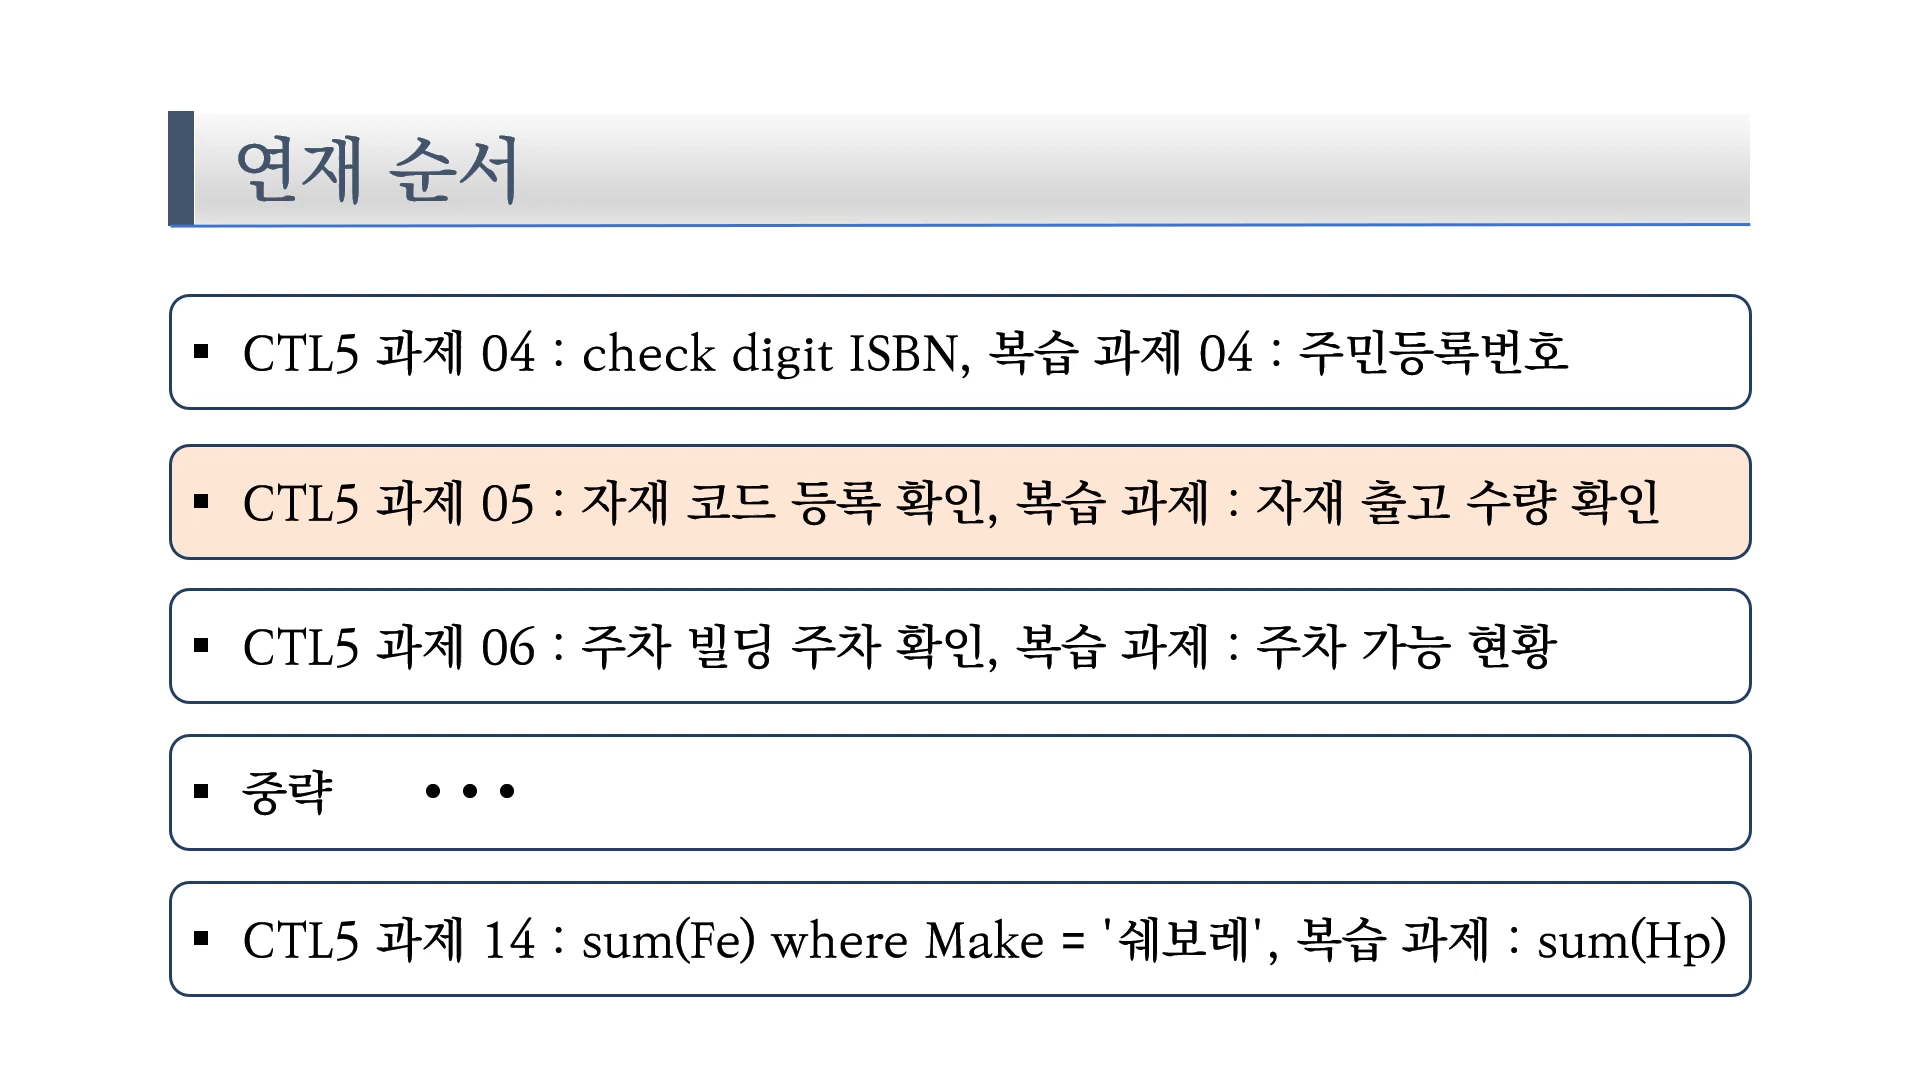 연재 순서
▪ CTL5 과제 04 : check digit ISBN, 복습 과제 04 : 주민등록번호
▪ CTL5 과제 05 : 자재 코드 등록 확인, 복습 과제 : 자재 출고 수량 확인
▪ CTL5 과제 06 : 주차 빌딩 주차 확인, 복습 과제 : 주차 가능 현황
▪ 중략 • • •
▪ CTL5 과제 14 : sum(Fe) where Make = '쉐보레', 복습 과제 : sum(Hp)